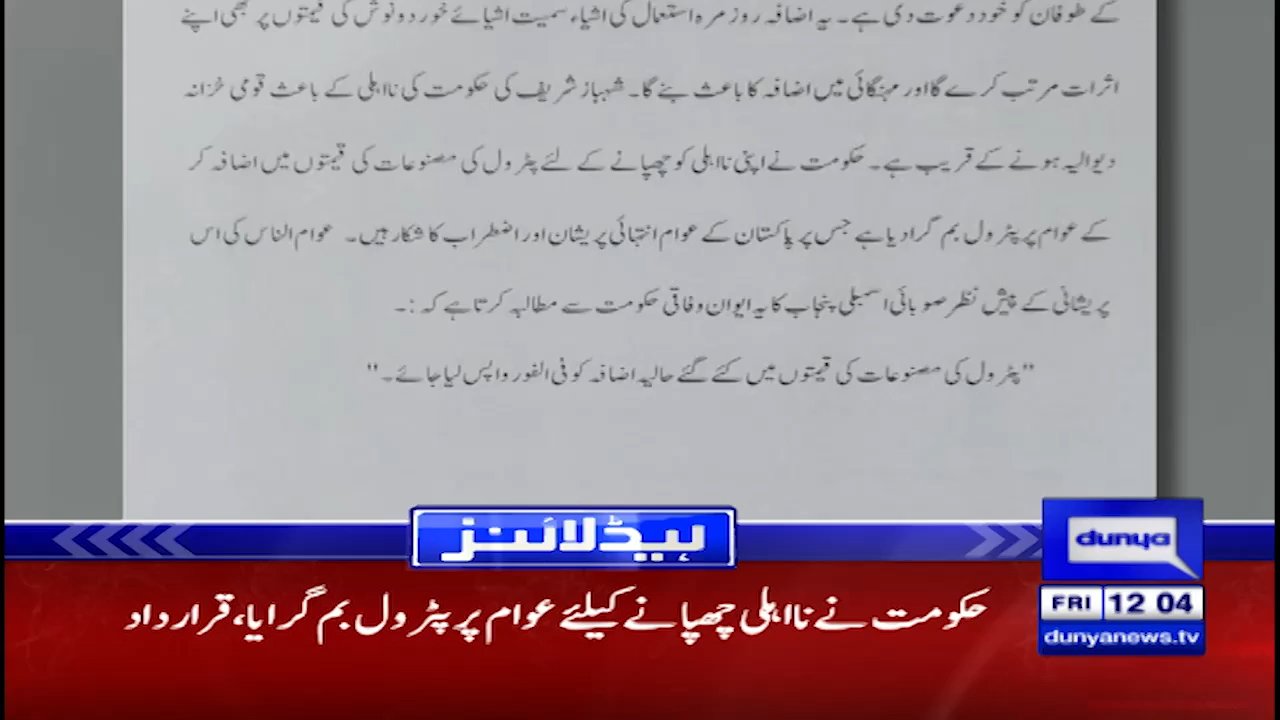 کے طوفان کو خود دعوت دی ہے۔ یہ اضافہ روز مرہ استعمال کی اشیاء سمیت اشیائے خورد و نوش کی قیمتوں پر بھی اپنے
اثرات مرتب کرے گا اور مہنگائی میں اضافہ کا باعث بنے گا۔ شہباز شریف کی حکومت کی نااہلی کے باعث قومی خزانہ
دیوالیہ ہونے کے قریب ہے۔ حکومت نے اپنی نااہلی کو چھپانے کے لئے پٹرول کی مصنوعات کی قیمتوں میں اضافہ کر
کے عوام پر پٹرول بم گرا دیا ہے جس پر پاکستان کے عوام انتہائی پریشان اور اضطراب کا شکار ہیں۔ عوام الناس کی اس
پریشانی کے پیش نظر صوبائی اسمبلی پنجاب کا یہ ایوان وفاقی حکومت سے مطالبہ کرتا ہے کہ:۔
"پٹرول کی مصنوعات کی قیمتوں میں کئے گئے حالیہ اضافہ کو فی الفور واپس لیا جائے۔"
ہیڈلائنز
dunya
حکومت نے نااہلی چھپانے کیلئے عوام پر پٹرول بم گرایا، قرارداد
FRI 12 04
dunyanews.tv